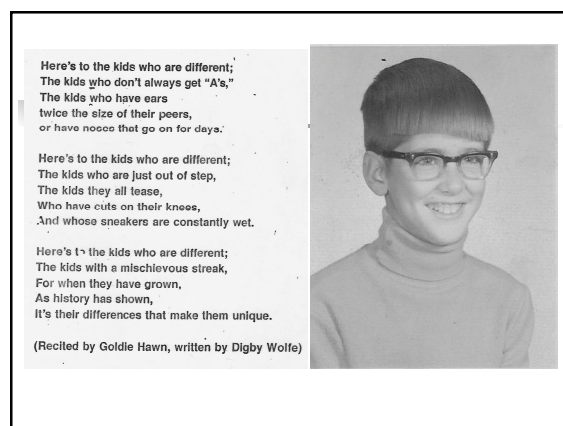 Here's to the kids who are different;
The kids who don't always get "A's,"
The kids who have ears
twice the size of their peers,
or have noses that go on for days.
Here's to the kids who are different;
The kids who are just out of step,
The kids they all tease,
Who have cuts on their knees,
And whose sneakers are constantly wet.
Here's to the kids who are different;
The kids with a mischievous streak,
For when they have grown,
As history has shown,
It's their differences that make them unique.
(Recited by Goldie Hawn, written by Digby Wolfe)